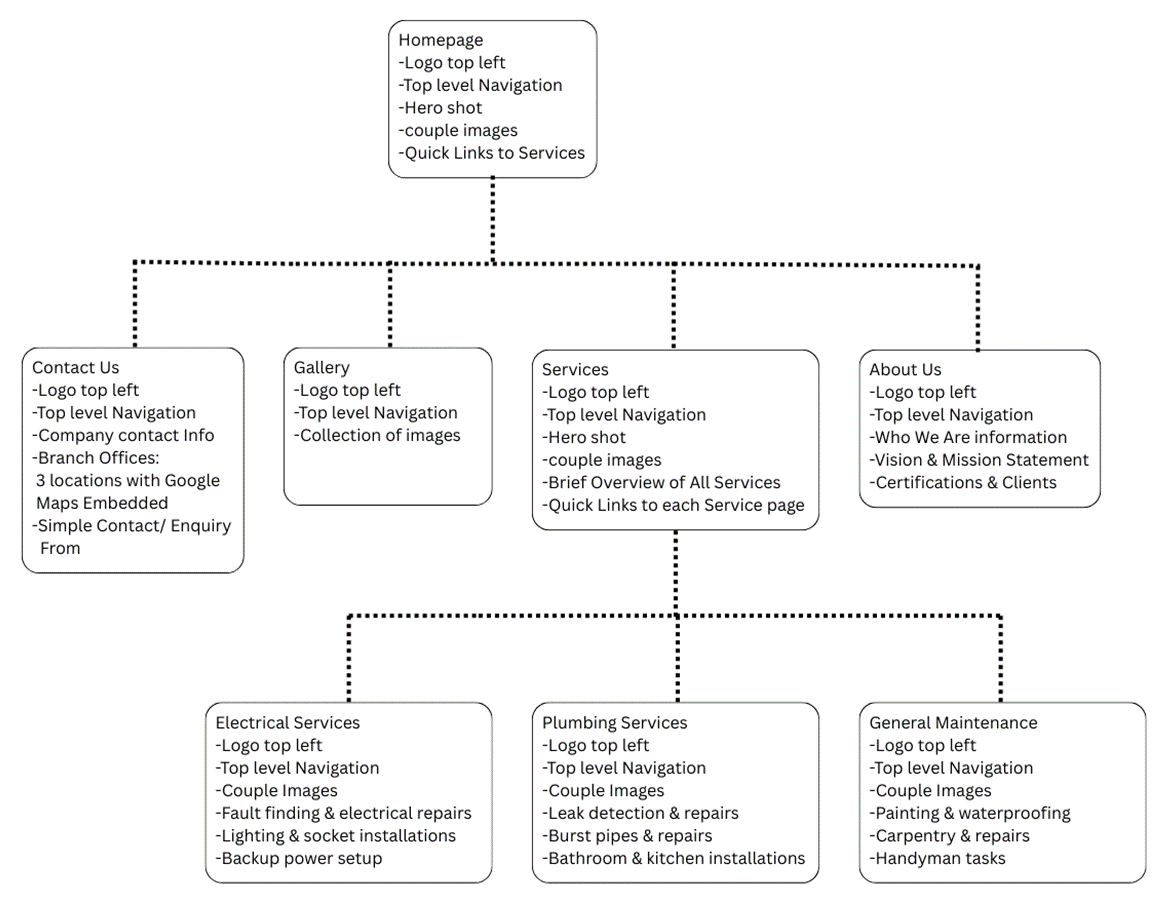 Homepage
-Logo top left
-Top level Navigation
-Hero shot
-couple images
-Quick Links to Services
Contact Us
-Logo top left
-Top level Navigation
-Company contact Info
-Branch Offices:
3 locations with Google
Maps Embedded
-Simple Contact/ Enquiry
From
Gallery
-Logo top left
-Top level Navigation
-Collection of images
Services
-Logo top left
-Top level Navigation
-Hero shot
-couple images
-Brief Overview of All Services
-Quick Links to each Service page
About Us
-Logo top left
-Top level Navigation
-Who We Are information
-Vision & Mission Statement
-Certifications & Clients
Electrical Services
-Logo top left
-Top level Navigation
-Couple Images
-Fault finding & electrical repairs
-Lighting & socket installations
-Backup power setup
Plumbing Services
-Logo top left
-Top level Navigation
-Couple Images
-Leak detection & repairs
-Burst pipes & repairs
-Bathroom & kitchen installations
General Maintenance
-Logo top left
-Top level Navigation
-Couple Images
-Painting & waterproofing
-Carpentry & repairs
-Handyman tasks